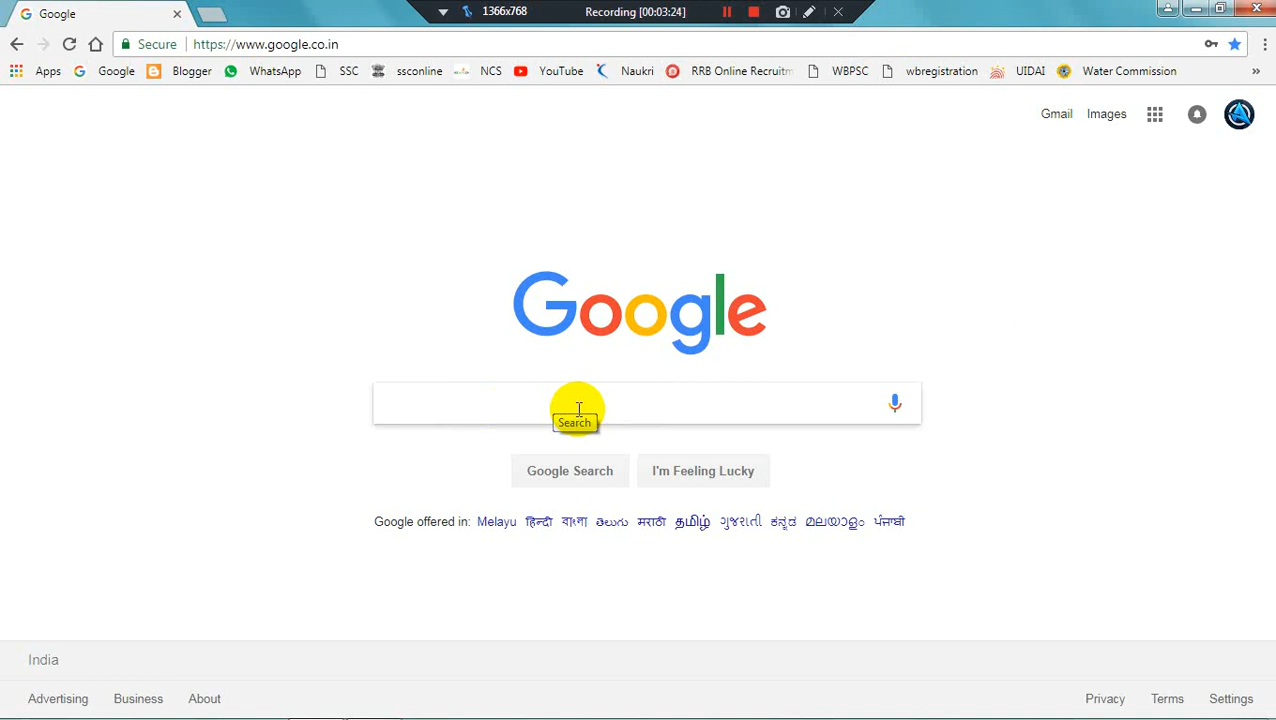 Google
1366x768 Recording [00:03:24]
Secure https://www.google.co.in
Apps Google Blogger WhatsApp SSC ssconline NCS YouTube Naukri RRB Online Recruitm WBPSC wbregistration UIDAI Water Commission »
Gmail Images
Google
Search
Google Search I'm Feeling Lucky
Google offered in: Melayu हिन्दी বাংলা తెలుగు मराठी தமிழ் ગુજરાતી ಕನ್ನಡ മലയാളം ਪੰਜਾਬੀ
India
Advertising Business About Privacy Terms Settings